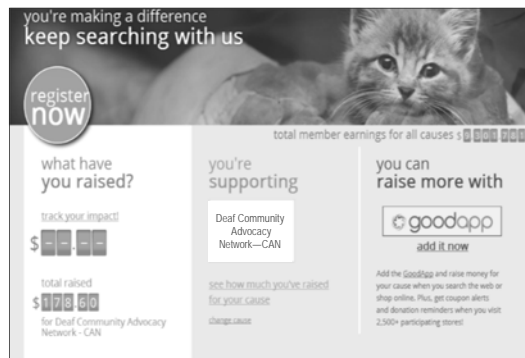 you're making a difference
keep searching with us
register
now
total member earnings for all causes $
what have
you raised?
track your impact!
$--.--
total raised
$178.60
for Deaf Community Advocacy
Network - CAN
you're
supporting
Deaf Community
Advocacy
Network—CAN
see how much you've raised
for your cause
change cause
you can
raise more with
goodapp
add it now
Add the GoodApp and raise money for
your cause when you search the web or
shop online. Plus, get coupon alerts
and donation reminders when you visit
2,500+ participating stores!